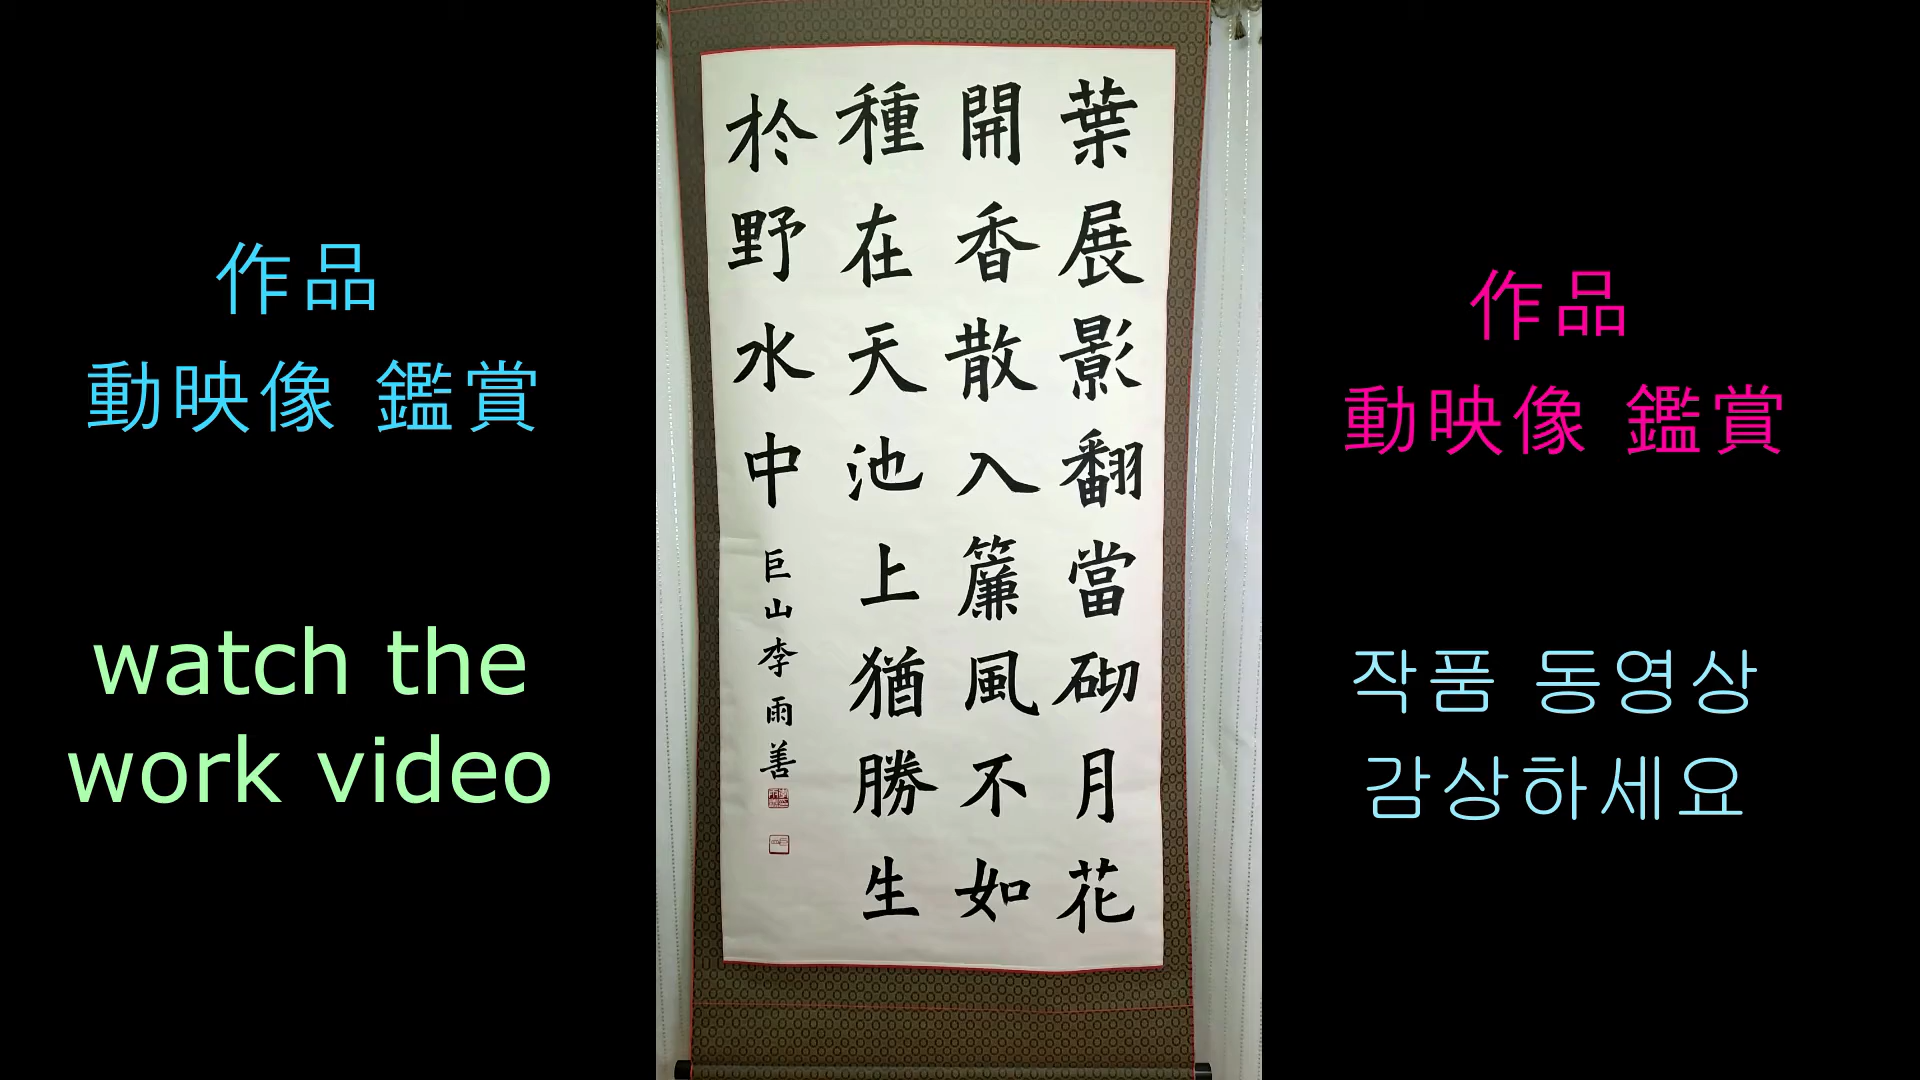 作品
動映像 鑑賞
watch the
work video
葉展影翻當砌月花
開香散入簾風不如
種在天池上猶勝生
於野水中
巨山李雨善
作品
動映像 鑑賞
작품 동영상
감상하세요